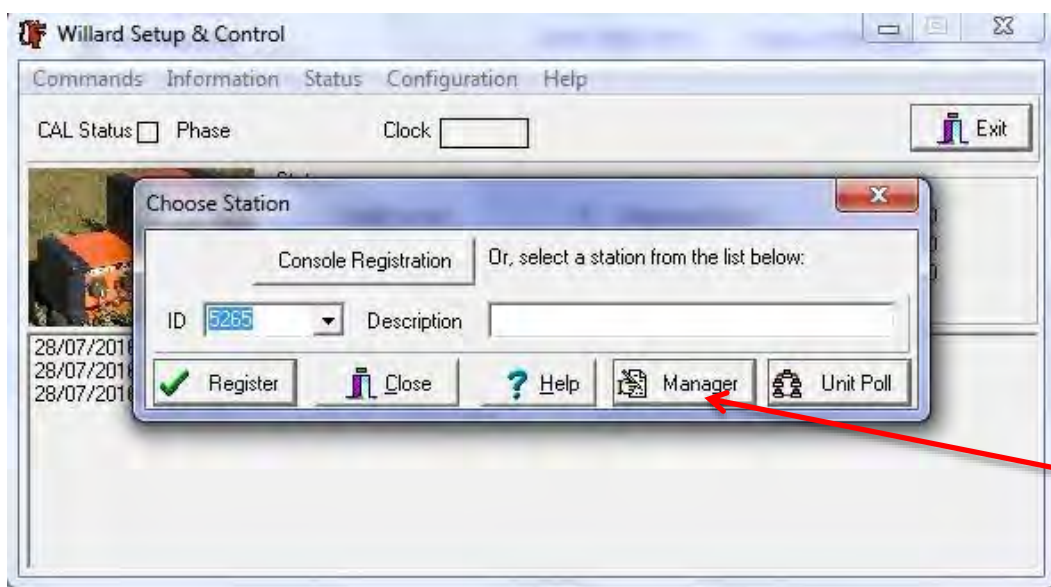 Willard Setup & Control
Commands Information Status Configuration Help
CAL Status Phase Clock Exit
Choose Station
Console Registration Or, select a station from the list below:
ID 5265 Description
28/07/201
28/07/201
28/07/201
Register Close Help Manager Unit Poll